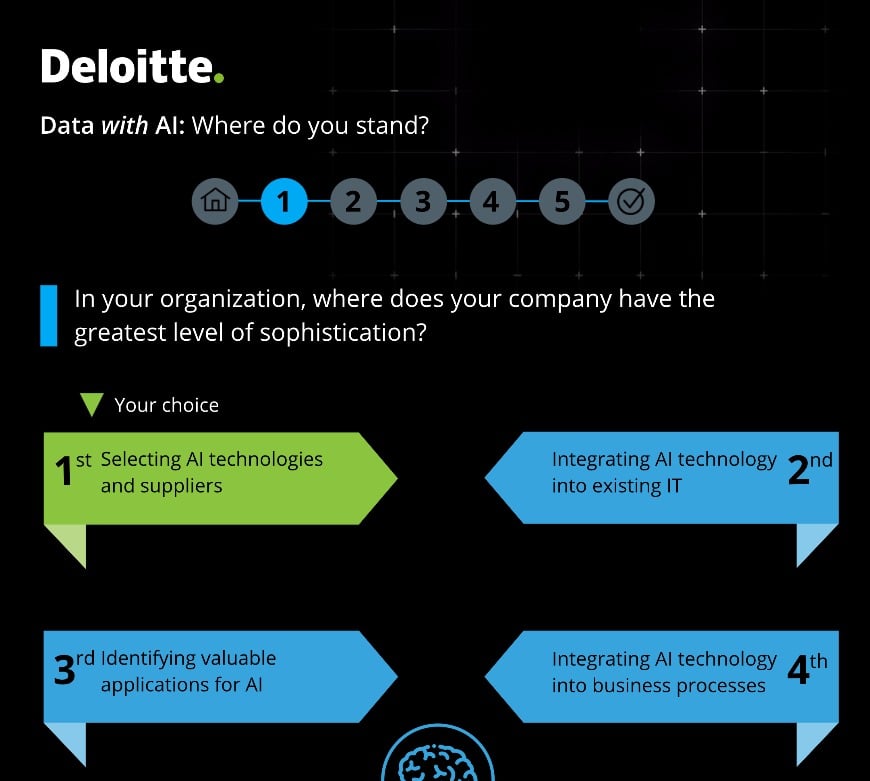 Deloitte.
Data with AI: Where do you stand?
1 2 3 4 5
In your organization, where does your company have the
greatest level of sophistication?
Your choice
1st Selecting AI technologies
and suppliers
Integrating AI technology 2nd
into existing IT
3rd Identifying valuable
applications for AI
Integrating AI technology 4th
into business processes